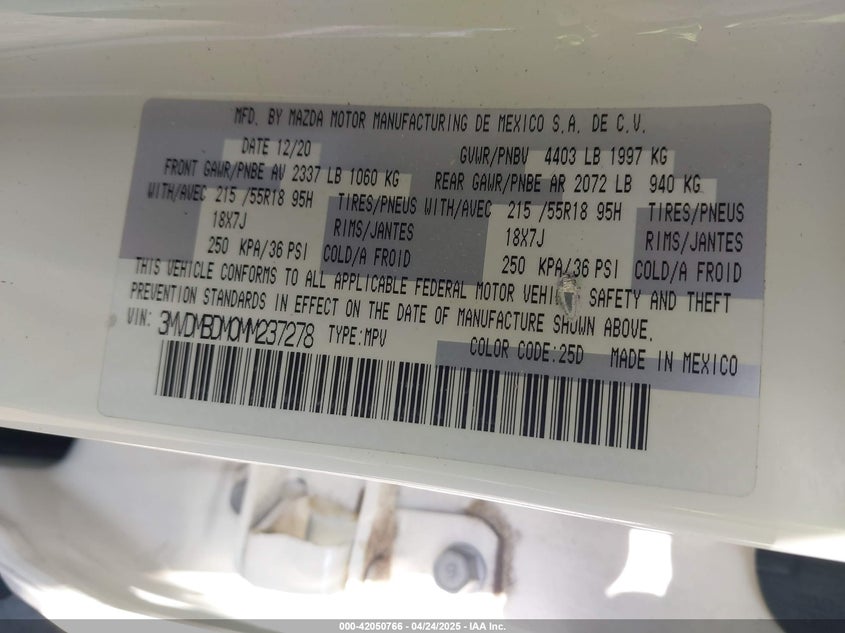 MFD. BY MAZDA MOTOR MANUFACTURING DE MEXICO S.A. DE C.V.
DATE 12/20 GVWR/PNBV 4403 LB 1997 KG
FRONT GAWR/PNBE AV 2337 LB 1060 KG REAR GAWR/PNBE AR 2072 LB 940 KG
WITH/AVEC 215 /55R18 95H TIRES/PNEUS WITH/AVEC 215 /55R18 95H TIRES/PNEUS
18X7J RIMS/JANTES 18X7J RIMS/JANTES
250 KPA/36 PSI COLD/A FROID 250 KPA/36 PSI COLD/A FROID
THIS VEHICLE CONFORMS TO ALL APPLICABLE FEDERAL MOTOR VEHICLE SAFETY AND THEFT
PREVENTION STANDARDS IN EFFECT ON THE DATE OF MANUFACTURE SHOWN ABOVE.
VIN: 3MVDMBDM0MM237278 TYPE:MPV
COLOR CODE:25D MADE IN MEXICO
000-42050766 - 04/24/2025 - IAA Inc.